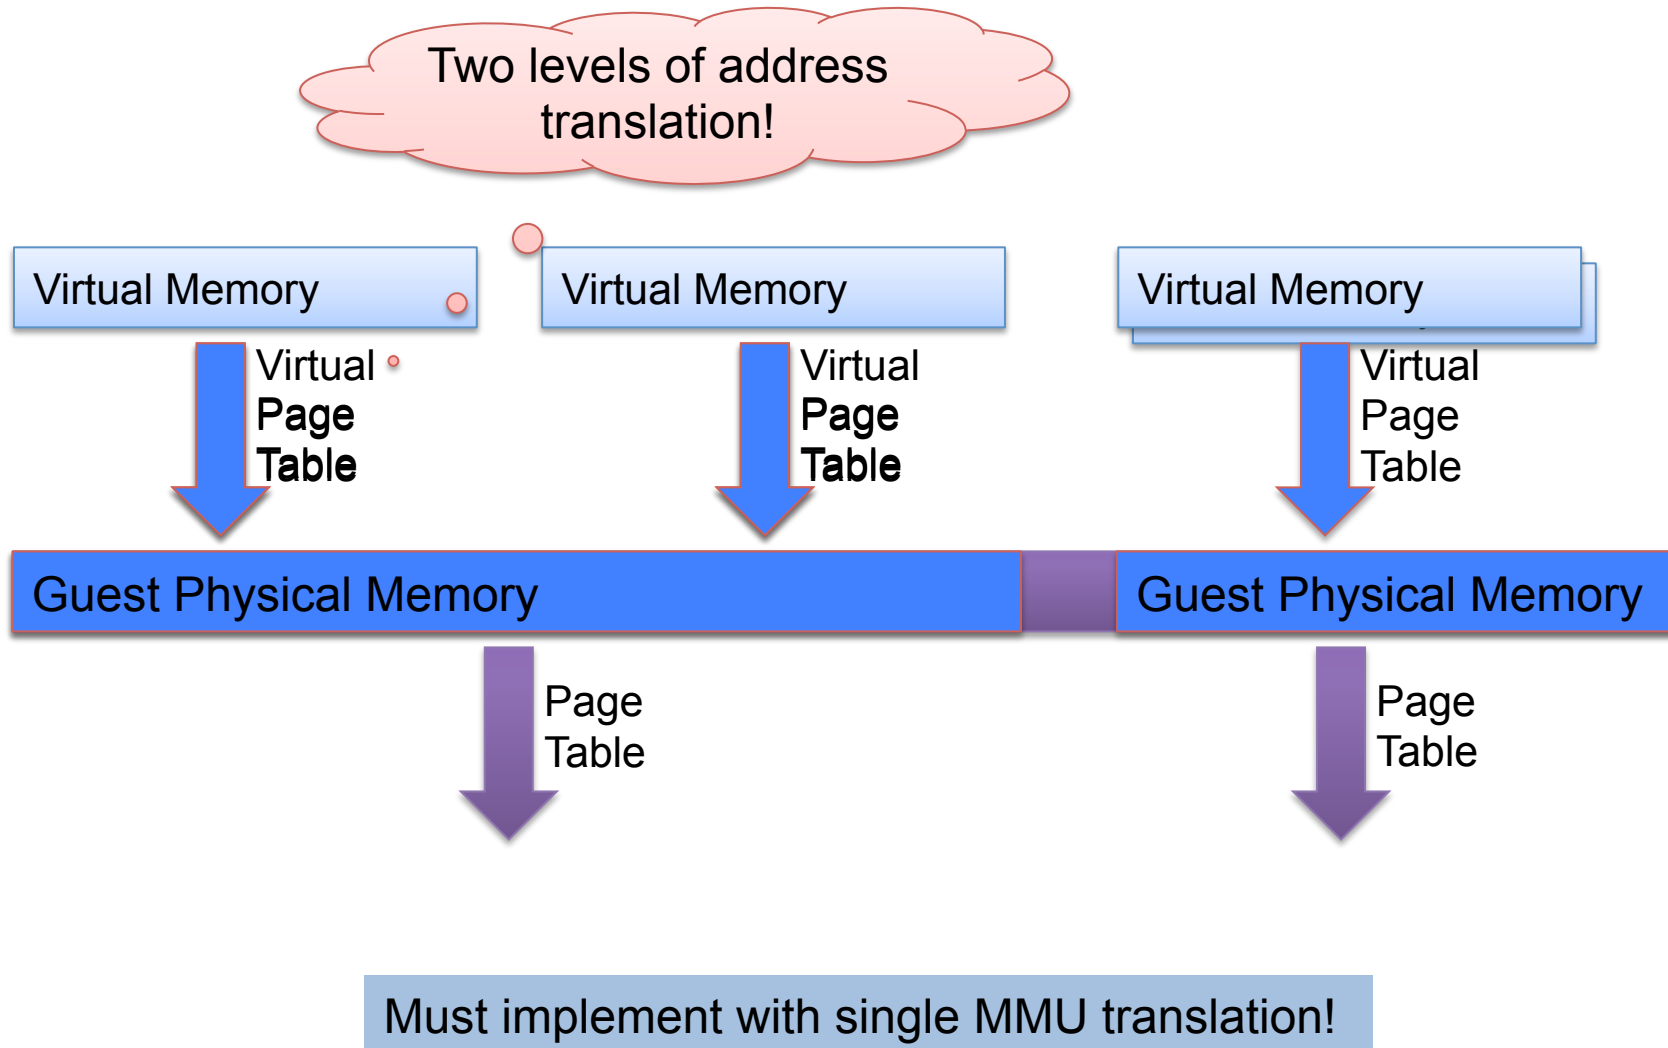 Two levels of address
translation!
Virtual Memory
Virtual Memory
Virtual Memory
Virtual
Page
Table
Virtual
Page
Table
Virtual
Page
Table
Guest Physical Memory
Guest Physical Memory
Page
Table
Page
Table
Must implement with single MMU translation!